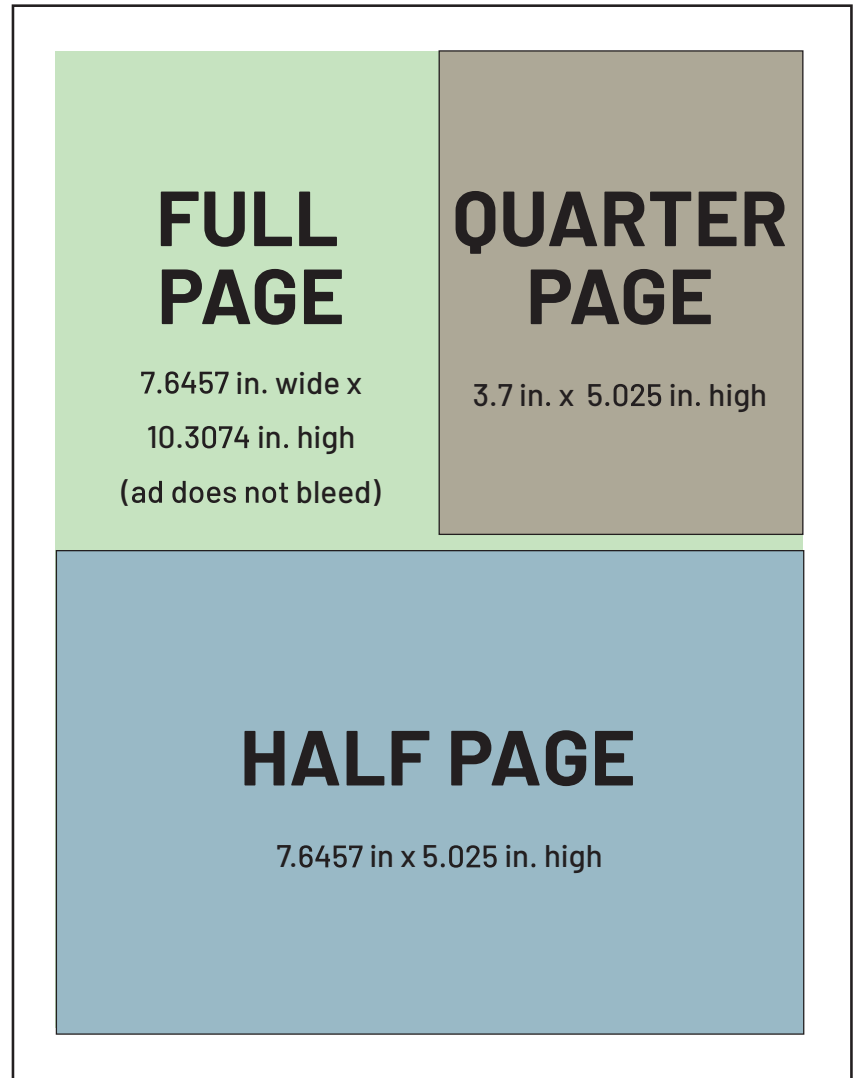 FULL
PAGE
7.6457 in. wide x
10.3074 in. high
(ad does not bleed)
QUARTER
PAGE
3.7 in. x  5.025 in. high
HALF PAGE
7.6457 in x 5.025 in. high